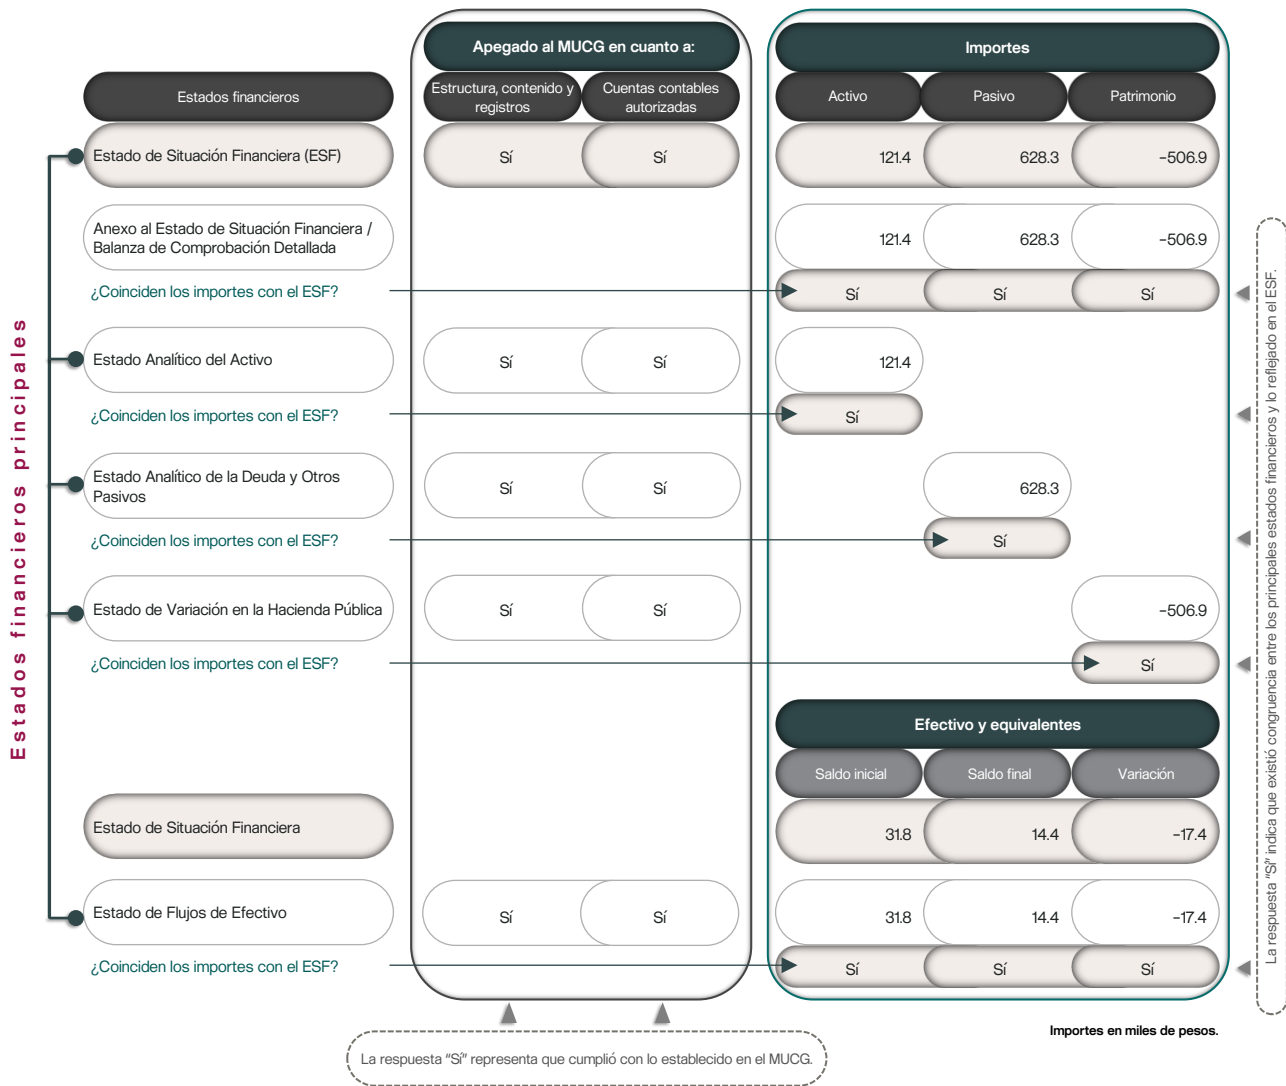 Apegado al MUCG en cuanto a:
Importes
Estados financieros
Estructura, contenido y
registros
Cuentas contables
autorizadas
Activo
Pasivo
Patrimonio
Estados financieros principales
Estado de Situación Financiera (ESF)
Sí
Sí
121.4
628.3
-506.9
Anexo al Estado de Situación Financiera /
Balanza de Comprobación Detallada
121.4
628.3
-506.9
¿Coinciden los importes con el ESF?
Sí
Sí
Sí
Estado Analítico del Activo
Sí
Sí
121.4
¿Coinciden los importes con el ESF?
Sí
Estado Analítico de la Deuda y Otros
Pasivos
Sí
Sí
628.3
¿Coinciden los importes con el ESF?
Sí
Estado de Variación en la Hacienda Pública
Sí
Sí
-506.9
¿Coinciden los importes con el ESF?
Sí
Efectivo y equivalentes
Saldo inicial
Saldo final
Variación
Estado de Situación Financiera
31.8
14.4
-17.4
Estado de Flujos de Efectivo
Sí
Sí
31.8
14.4
-17.4
¿Coinciden los importes con el ESF?
Sí
Sí
Sí
La respuesta "Sí" indica que existió congruencia entre los principales estados financieros y lo reflejado en el ESF.
Importes en miles de pesos.
La respuesta "Sí" representa que cumplió con lo establecido en el MUCG.